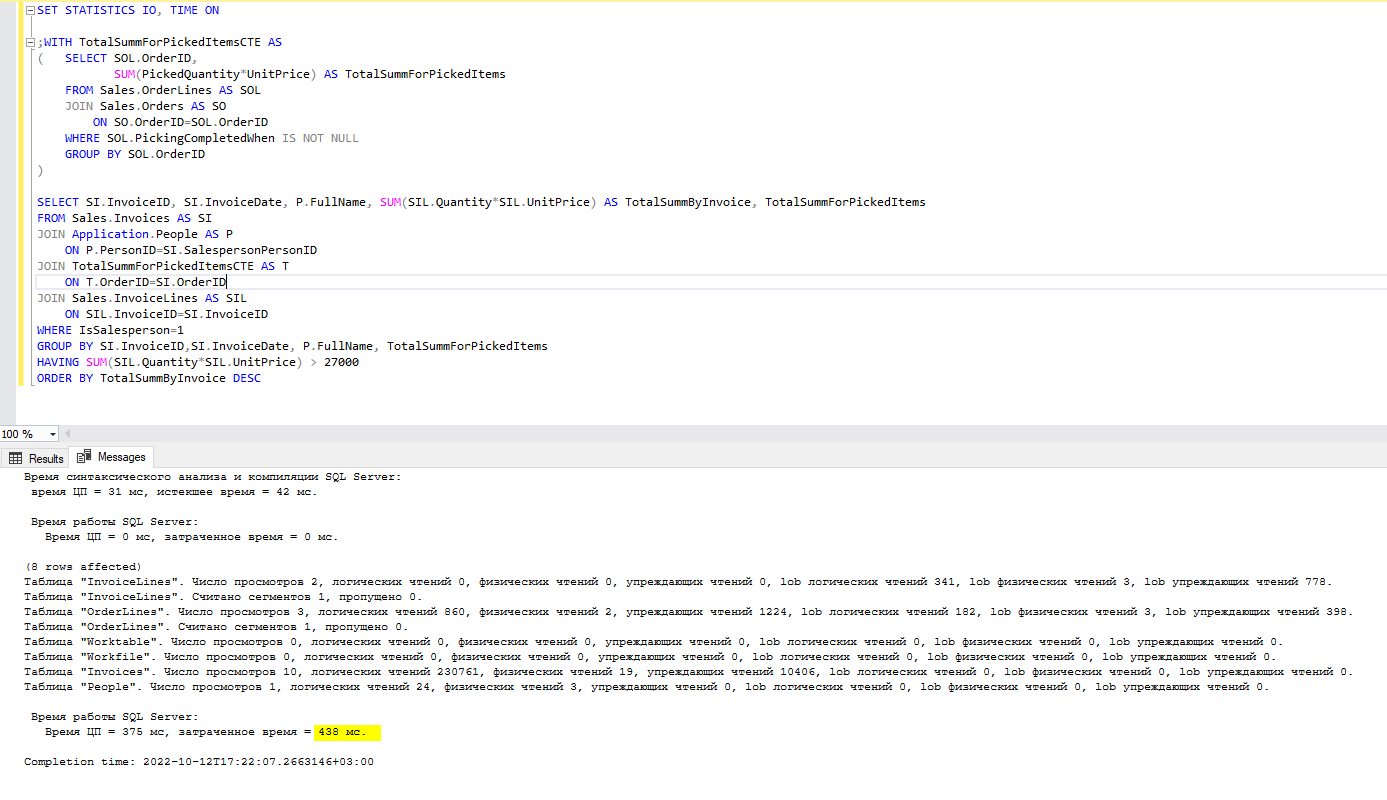 SET STATISTICS IO, TIME ON
;WITH TotalSummForPickedItemsCTE AS
( SELECT SOL.OrderID,
SUM(PickedQuantity*UnitPrice) AS TotalSummForPickedItems
FROM Sales.OrderLines AS SOL
JOIN Sales.Orders AS SO
ON SO.OrderID=SOL.OrderID
WHERE SOL.PickingCompletedWhen IS NOT NULL
GROUP BY SOL.OrderID
)
SELECT SI.InvoiceID, SI.InvoiceDate, P.FullName, SUM(SIL.Quantity*SIL.UnitPrice) AS TotalSummByInvoice, TotalSummForPickedItems
FROM Sales.Invoices AS SI
JOIN Application.People AS P
ON P.PersonID=SI.SalespersonPersonID
JOIN TotalSummForPickedItemsCTE AS T
ON T.OrderID=SI.OrderID
JOIN Sales.InvoiceLines AS SIL
ON SIL.InvoiceID=SI.InvoiceID
WHERE IsSalesperson=1
GROUP BY SI.InvoiceID,SI.InvoiceDate, P.FullName, TotalSummForPickedItems
HAVING SUM(SIL.Quantity*SIL.UnitPrice) > 27000
ORDER BY TotalSummByInvoice DESC
100 %
Results Messages
Время синтаксического анализа и компиляции SQL Server:
время ЦП = 31 мс, истекшее время = 42 мс.
Время работы SQL Server:
Время ЦП = 0 мс, затраченное время = 0 мс.
(8 rows affected)
Таблица "InvoiceLines". Число просмотров 2, логических чтений 0, физических чтений 0, упреждающих чтений 0, lob логических чтений 341, lob физических чтений 3, lob упреждающих чтений 778.
Таблица "InvoiceLines". Считано сегментов 1, пропущено 0.
Таблица "OrderLines". Число просмотров 3, логических чтений 860, физических чтений 2, упреждающих чтений 1224, lob логических чтений 182, lob физических чтений 3, lob упреждающих чтений 398.
Таблица "OrderLines". Считано сегментов 1, пропущено 0.
Таблица "Worktable". Число просмотров 0, логических чтений 0, физических чтений 0, упреждающих чтений 0, lob логических чтений 0, lob физических чтений 0, lob упреждающих чтений 0.
Таблица "Workfile". Число просмотров 0, логических чтений 0, физических чтений 0, упреждающих чтений 0, lob логических чтений 0, lob физических чтений 0, lob упреждающих чтений 0.
Таблица "Invoices". Число просмотров 10, логических чтений 230761, физических чтений 19, упреждающих чтений 10406, lob логических чтений 0, lob физических чтений 0, lob упреждающих чтений 0.
Таблица "People". Число просмотров 1, логических чтений 24, физических чтений 3, упреждающих чтений 0, lob логических чтений 0, lob физических чтений 0, lob упреждающих чтений 0.
Время работы SQL Server:
Время ЦП = 375 мс, затраченное время = 438 мс.
Completion time: 2022-10-12T17:22:07.2663146+03:00